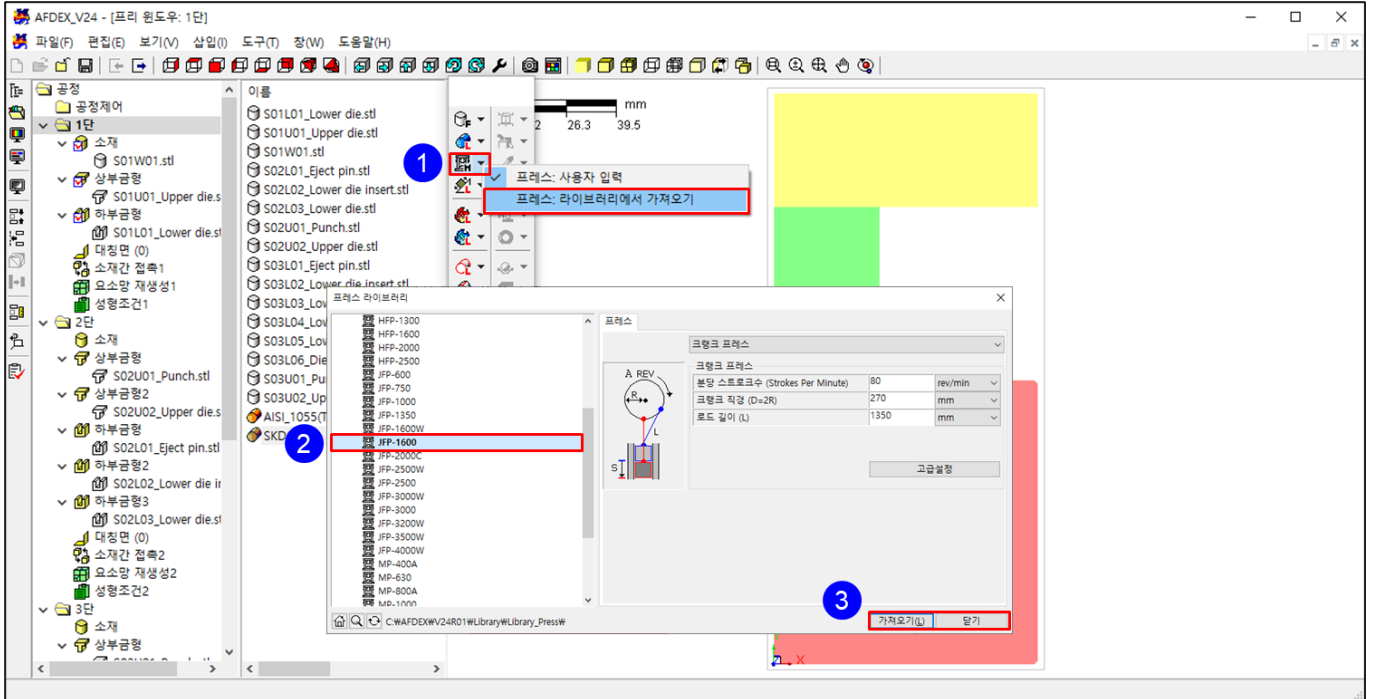 AFDEX_V24 - [프리 윈도우: 1단]
파일(F) 편집(E) 보기(V) 삽입(I) 도구(T) 창(W) 도움말(H)
공정
공정제어
1단
소재
S01W01.stl
상부금형
S01U01_Upper die.s
하부금형
S01L01_Lower die.st
대칭면 (0)
소재간 접촉1
요소망 재생성1
성형조건1
2단
소재
상부금형
S02U01_Punch.stl
상부금형2
S02U02_Upper die.s
하부금형
S02L01_Eject pin.stl
하부금형2
S02L02_Lower die ir
하부금형3
S02L03_Lower die.st
대칭면 (0)
소재간 접촉2
요소망 재생성2
성형조건2
3단
소재
상부금형
이름
S01L01_Lower die.stl
S01U01_Upper die.stl
S01W01.stl
S02L01_Eject pin.stl
S02L02_Lower die insert.stl
S02L03_Lower die.stl
S02U01_Punch.stl
S02U02_Upper die.stl
S03L01_Eject pin.stl
S03L02_Lower die insert.stl
S03L03_Lov
S03L04_Lov
S03L05_Lov
S03L06_Die
S03U01_Pu
S03U02_Up
AISI_1055(T
SKD
mm
2 26.3 39.5
1
프레스: 사용자 입력
프레스: 라이브러리에서 가져오기
프레스 라이브러리
HFP-1300
HFP-1600
HFP-2000
HFP-2500
JFP-600
JFP-750
JFP-1000
JFP-1350
JFP-1600W
2
JFP-1600
JFP-2000C
JFP-2500W
JFP-2500
JFP-3000W
JFP-3000
JFP-3200W
JFP-3500W
JFP-4000W
MP-400A
MP-630
MP-800A
MP-1000
프레스
크랭크 프레스
크랭크 프레스
분당 스트로크수 (Strokes Per Minute) 80 rev/min
크랭크 직경 (D=2R) 270 mm
로드 길이 (L) 1350 mm
A REV
R
L
S
고급설정
3
C:₩AFDEX₩V24R01₩Library₩Library_Press₩
가져오기(L) 닫기
Z X